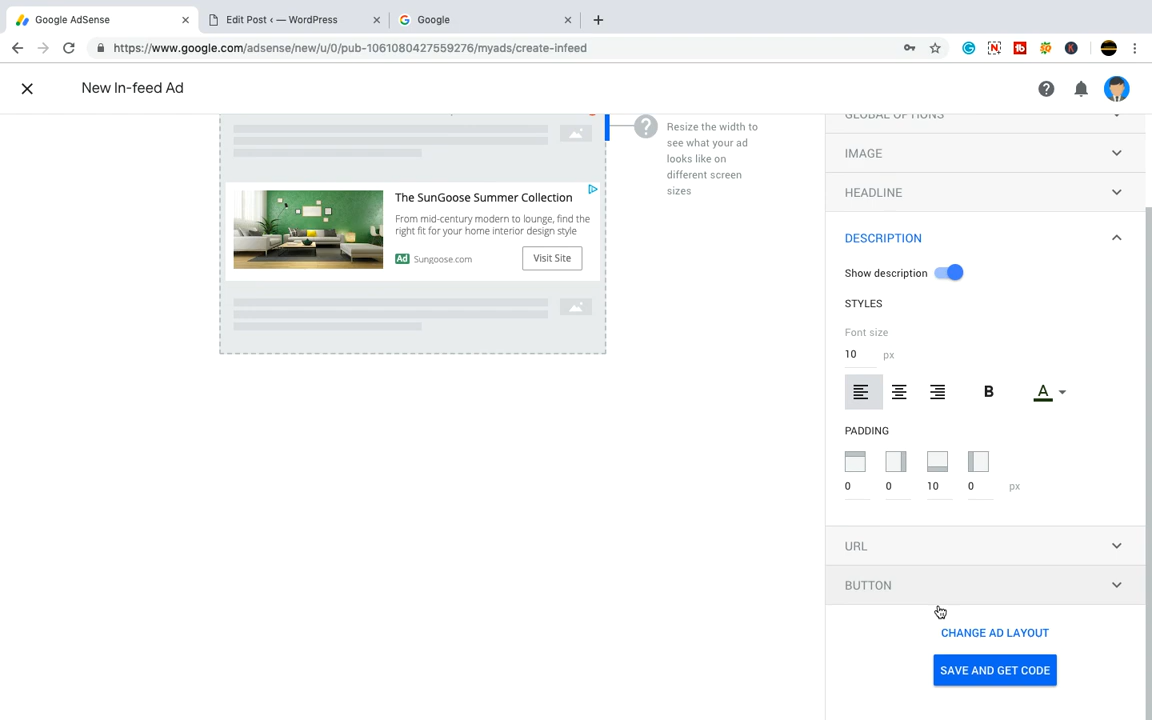 Google AdSense
Edit Post ‹ — WordPress
Google
https://www.google.com/adsense/new/u/0/pub-1061080427559276/myads/create-infeed
New In-feed Ad
GLOBAL OPTIONS
Resize the width to
see what your ad
looks like on
different screen
sizes
IMAGE
The SunGoose Summer Collection
HEADLINE
From mid-century modern to lounge, find the
right fit for your home interior design style
Ad Sungoose.com
Visit Site
DESCRIPTION
Show description
STYLES
Font size
10 px
B A
PADDING
0 0 10 0 px
URL
BUTTON
CHANGE AD LAYOUT
SAVE AND GET CODE